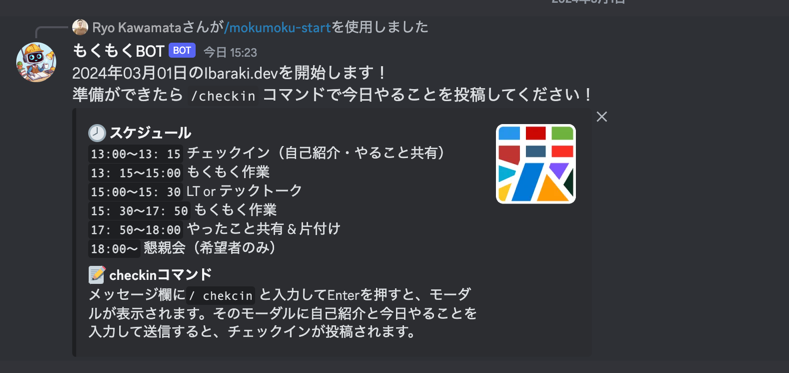 Ryo Kawamataさんが/mokumoku-startを使用しました
もくもくBOT BOT 今日 15:23
2024年03月01日のIbaraki.devを開始します！
準備ができたら /checkin コマンドで今日やることを投稿してください！
スケジュール
13:00〜13: 15 チェックイン（自己紹介・やること共有）
13: 15〜15:00 もくもく作業
15:00〜15: 30 LT or テックトーク
15: 30〜17: 50 もくもく作業
17: 50〜18:00 やったこと共有 & 片付け
18:00〜 懇親会（希望者のみ）
checkinコマンド
メッセージ欄に/ chekcin と入力してEnterを押すと、モーダ
ルが表示されます。そのモーダルに自己紹介と今日やることを
入力して送信すると、チェックインが投稿されます。